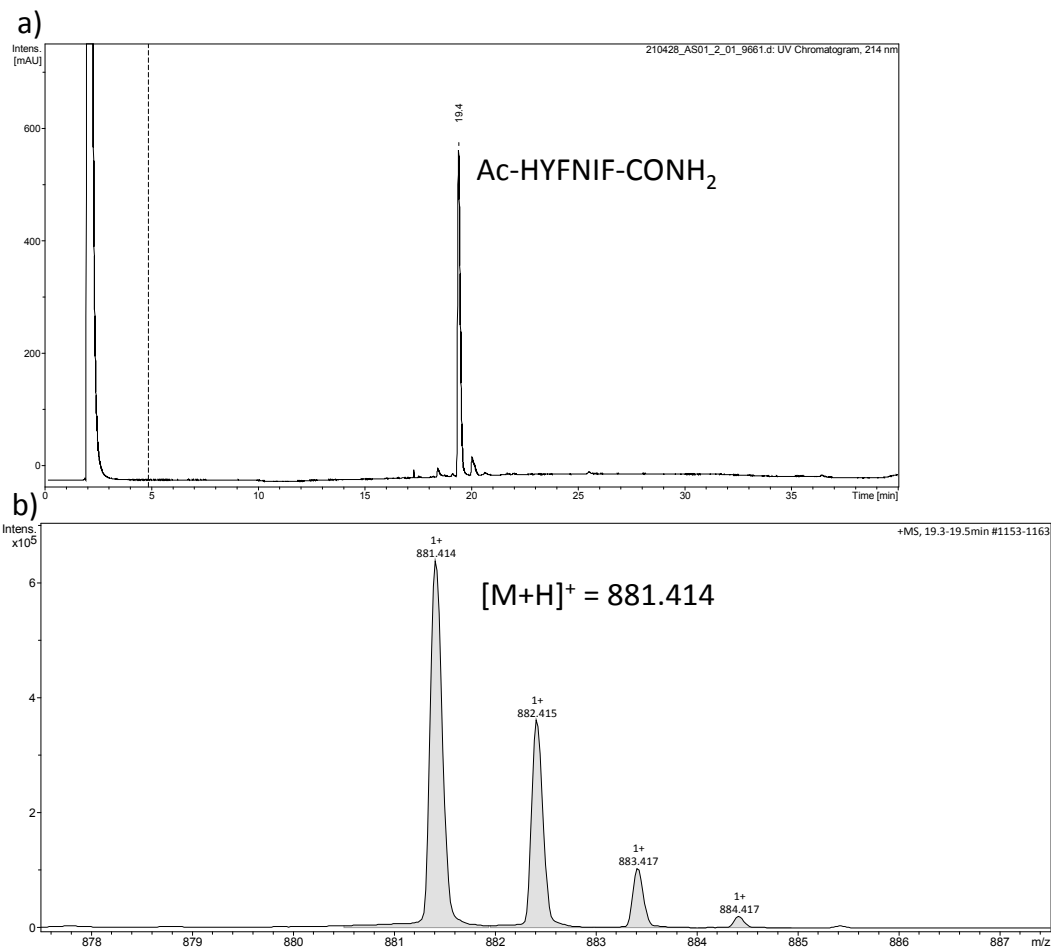 a)
Intens.
[mAU]
210428_AS01_2_01_9661.d: UV Chromatogram, 214 nm
19.4
Ac-HYFNIF-CONH₂
600
400
200
0
0 5 10 15 20 25 30 35 Time [min]
b)
Intens.
x10⁵
+MS, 19.3-19.5min #1153-1163
1+
881.414
[M+H]⁺ = 881.414
6
1+
882.415
4
2
1+
883.417
1+
884.417
0
878 879 880 881 882 883 884 885 886 887 m/z